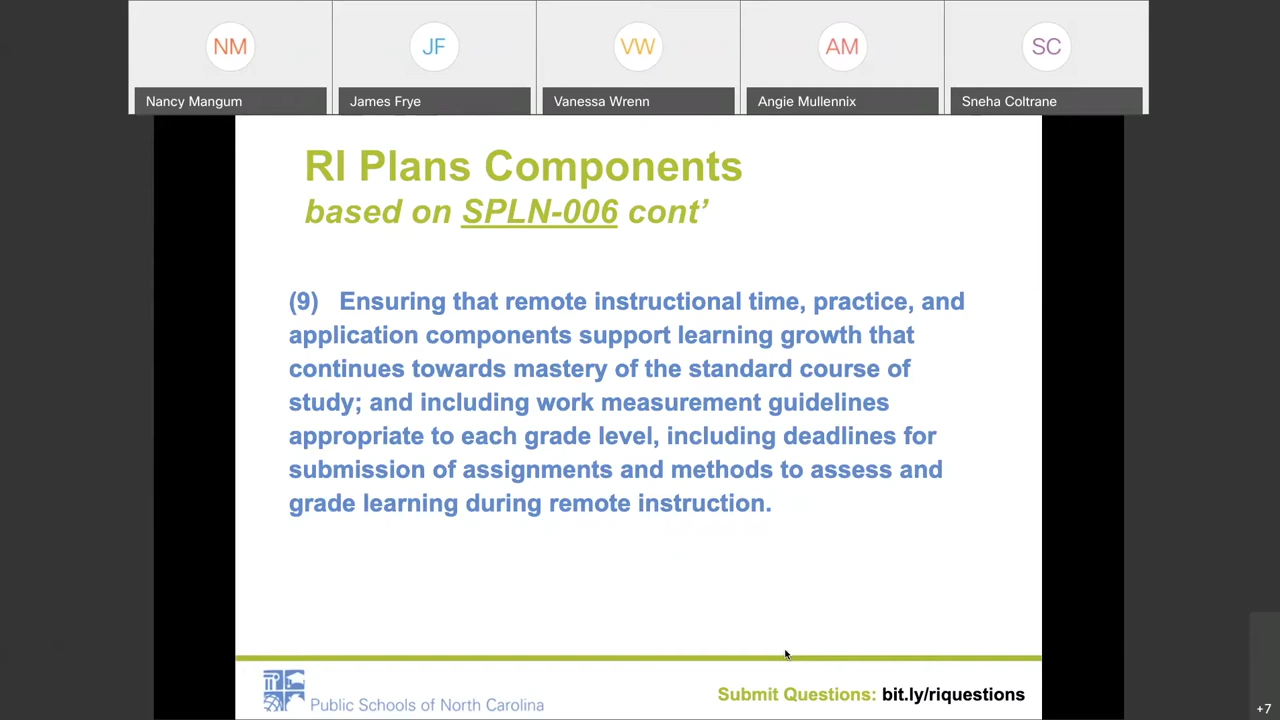 NM
JF
VW
AM
SC
Nancy Mangum
James Frye
Vanessa Wrenn
Angie Mullennix
Sneha Coltrane
RI Plans Components
based on SPLN-006 cont’
(9) Ensuring that remote instructional time, practice, and
application components support learning growth that
continues towards mastery of the standard course of
study; and including work measurement guidelines
appropriate to each grade level, including deadlines for
submission of assignments and methods to assess and
grade learning during remote instruction.
Public Schools of North Carolina
Submit Questions: bit.ly/riquestions
+7